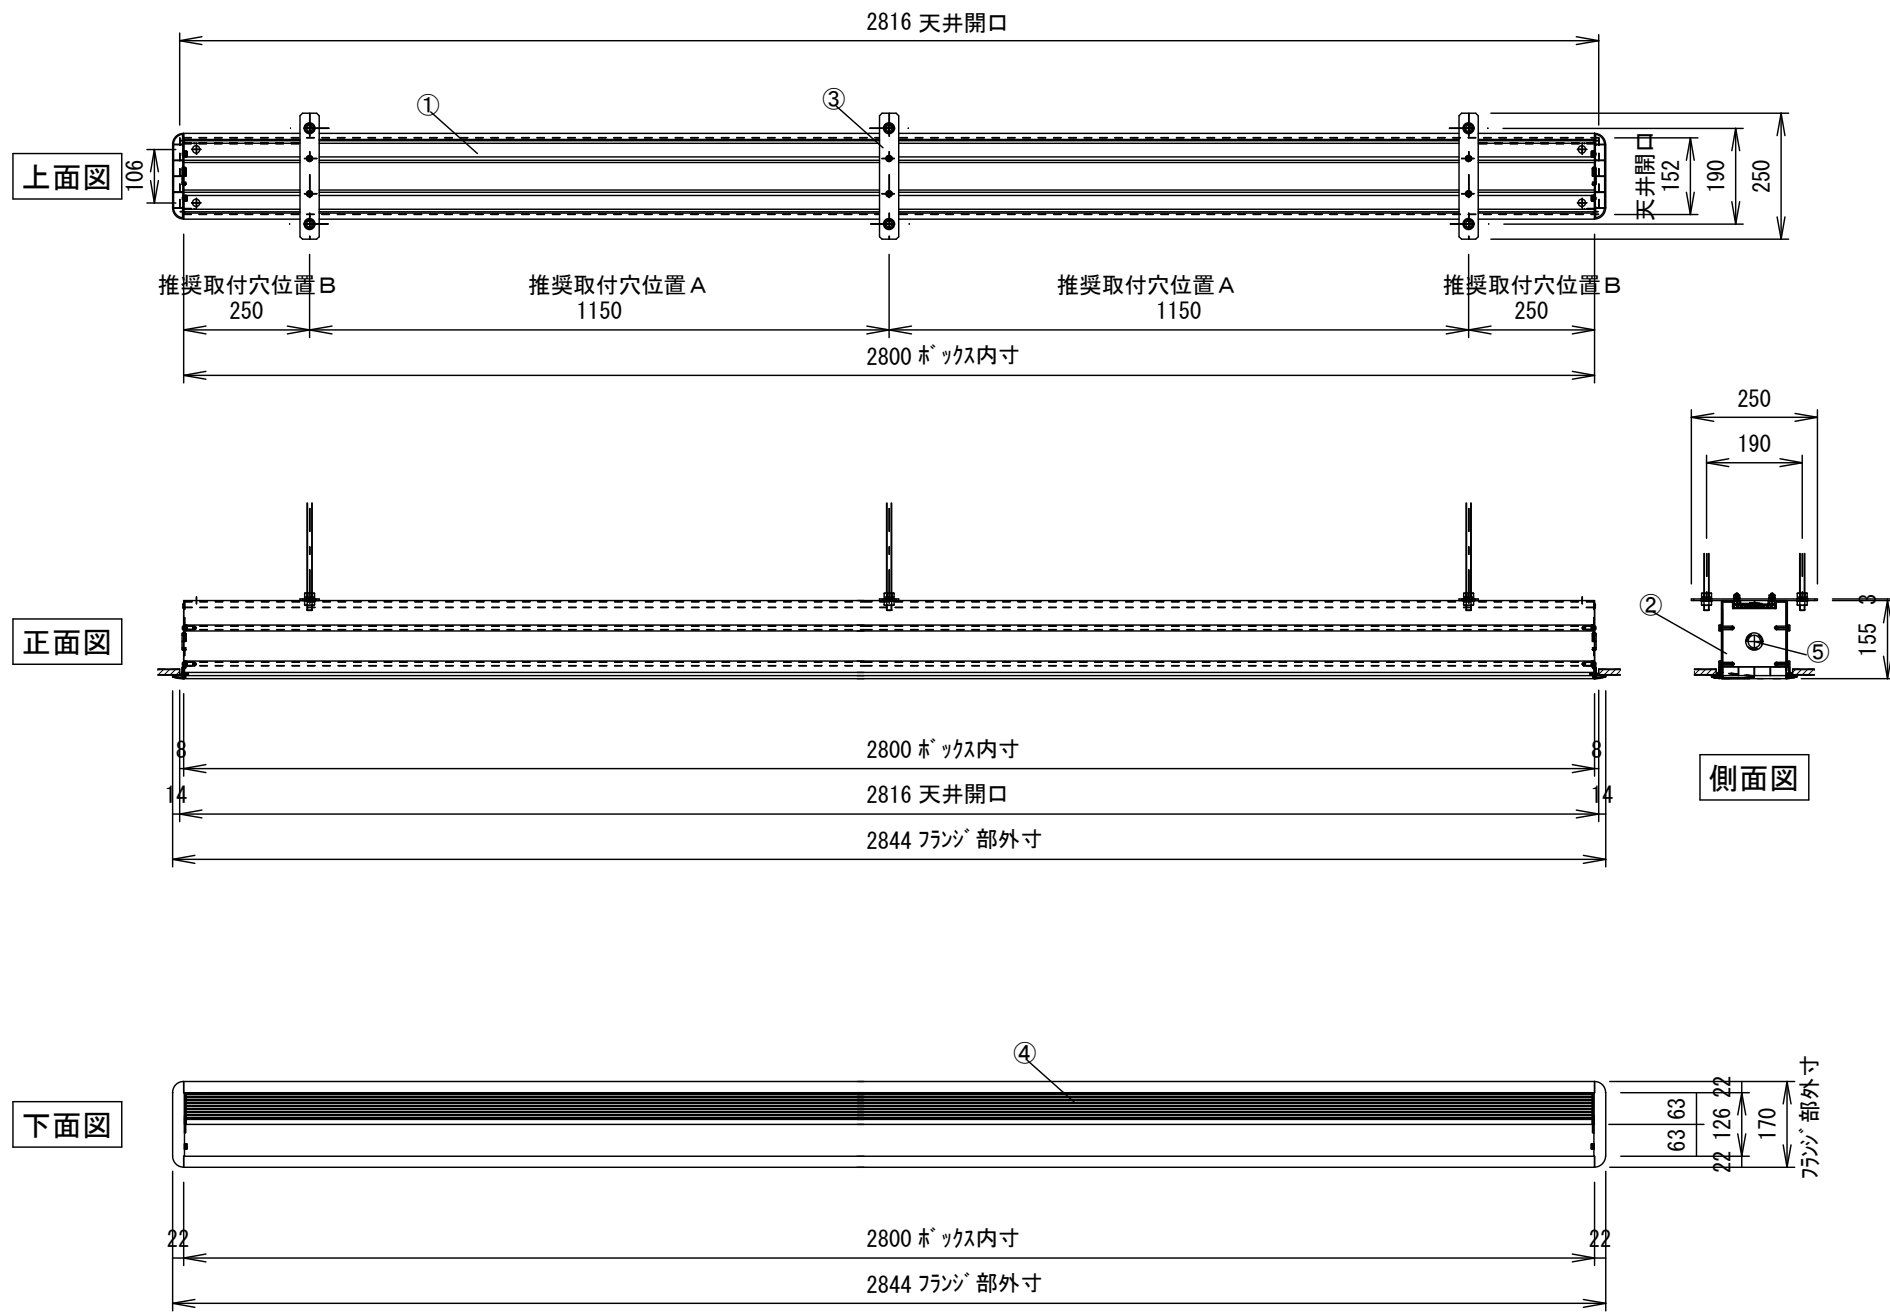 2816 天井開口
①
③
上面図
106
天井開口
152
190
250
推奨取付穴位置B
推奨取付穴位置A
推奨取付穴位置A
推奨取付穴位置B
250
1150
1150
250
2800 ﾎﾞｯｸｽ内寸
250
190
正面図
②
⑤
3
155
8
2800 ﾎﾞｯｸｽ内寸
8
14
2816 天井開口
14
2844 ﾌﾗﾝｼﾞ部外寸
側面図
④
下面図
22
63
63
126
22
170
ﾌﾗﾝｼﾞ部外寸
22
2800 ﾎﾞｯｸｽ内寸
22
2844 ﾌﾗﾝｼﾞ部外寸